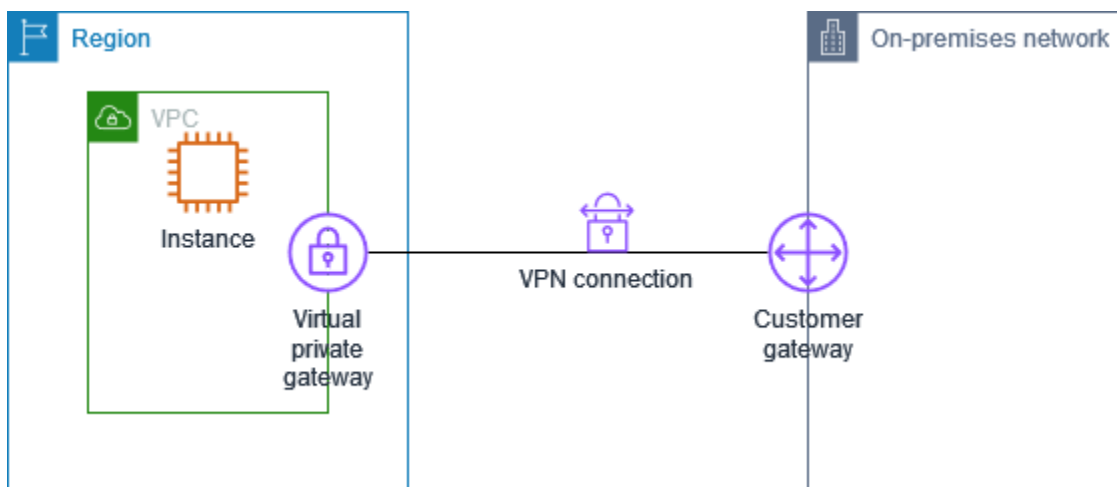 Region
On-premises network
VPC
Instance
VPN connection
Virtual
private
gateway
Customer
gateway